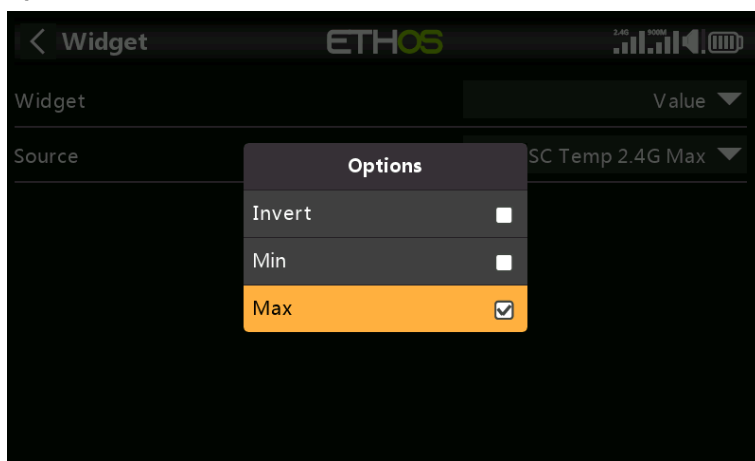 Widget ETHOS 2.4G 900M
Widget Value
Source SC Temp 2.4G Max
Options
Invert
Min
Max